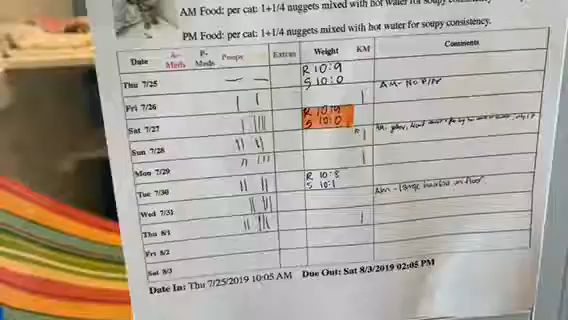 AM Food: per cat: 1+1/4 nuggets mixed with hot water for soupy
PM Food: per cat: 1+1/4 nuggets mixed with hot water for soupy consistency.
Date A- Meds P- Meds Poops Extras Weight KM Comments
Thu 7/25 — — R 10:9 S 10:0 AM- No P/PP
Fri 7/26 | | |
Sat 7/27 | |||| R 10:9 S 10:0
Sun 7/28 || |
Mon 7/29 || ||| |
Tue 7/30 || || R 10:8 S 10:1 AM - large hairball on floor
Wed 7/31 || ||
Thu 8/1 || ||| |
Fri 8/2
Sat 8/3
Date In: Thu 7/25/2019 10:05 AM Due Out: Sat 8/3/2019 02:05 PM